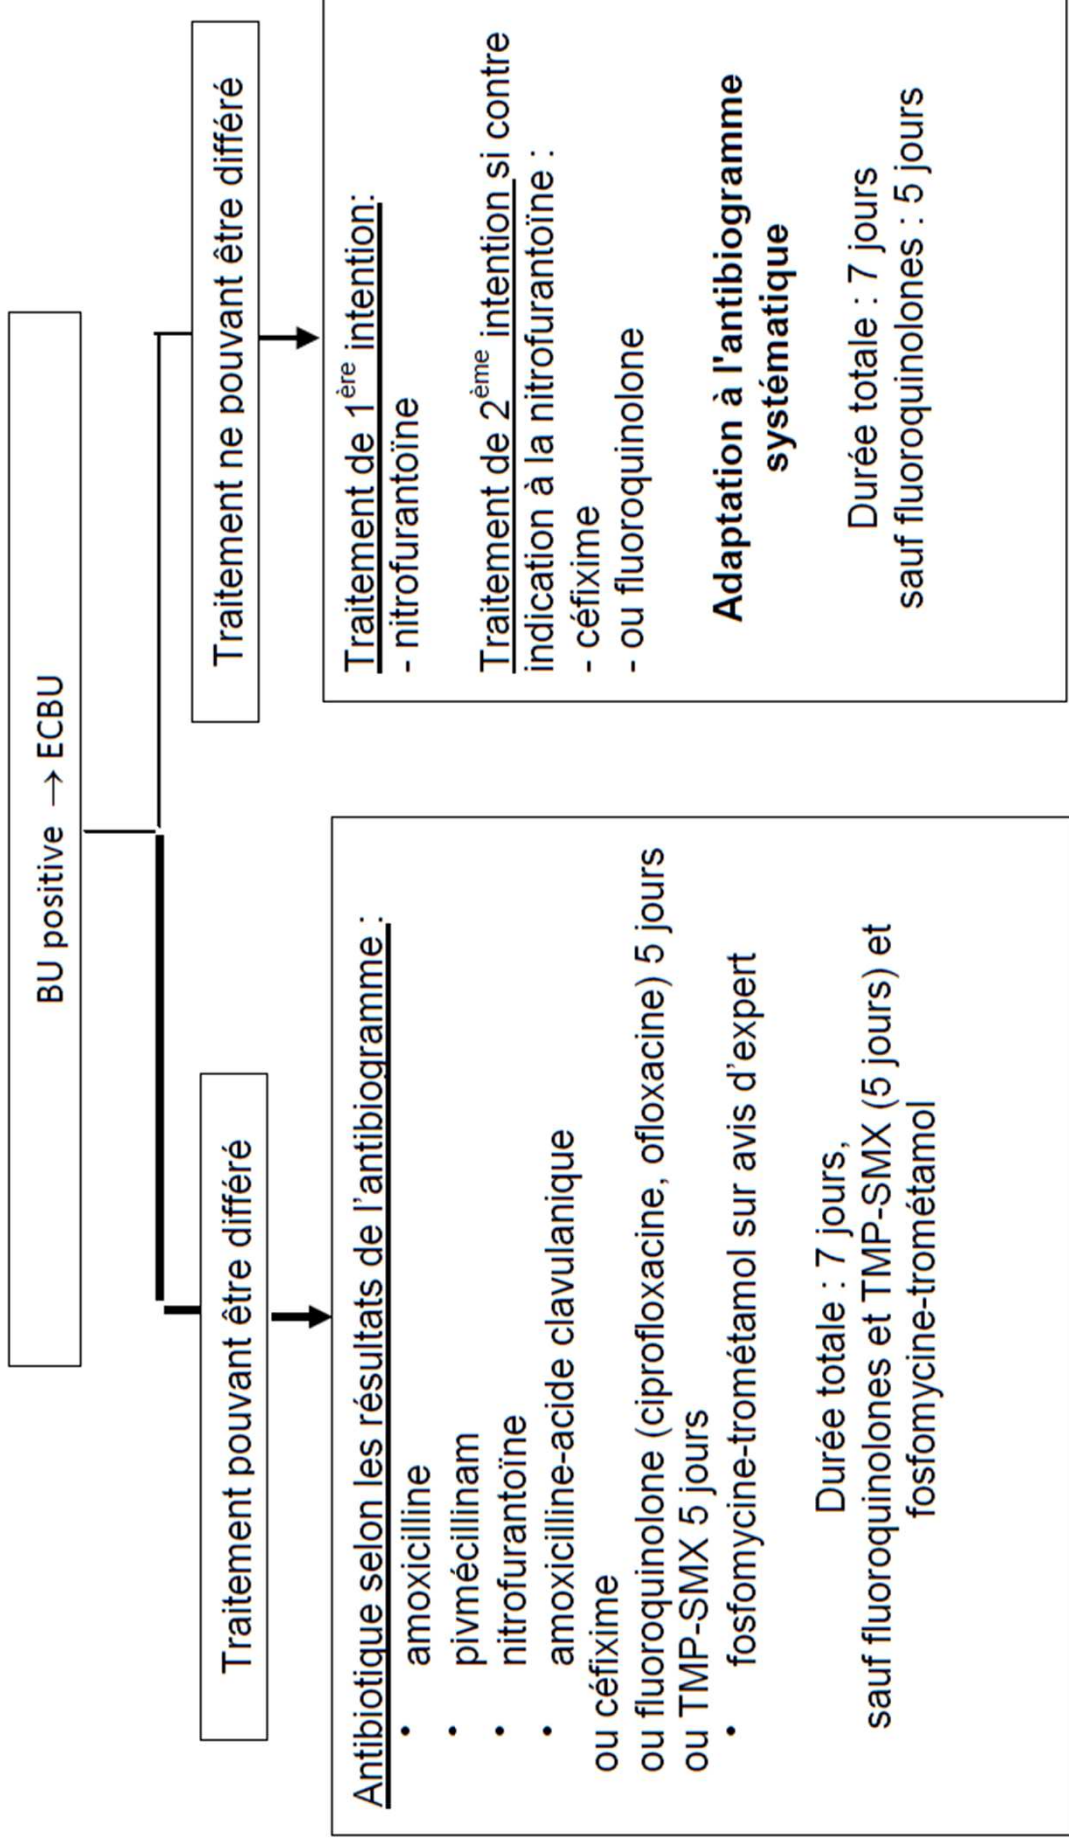 BU positive → ECBU
Traitement pouvant être différé
Antibiotique selon les résultats de l'antibiogramme :
• amoxicilline
• pivmécillinam
• nitrofurantoïne
• amoxicilline-acide clavulanique
ou céfixime
ou fluoroquinolone (ciprofloxacine, ofloxacine) 5 jours
ou TMP-SMX 5 jours
• fosfomycine-trométamol sur avis d'expert
Durée totale : 7 jours,
sauf fluoroquinolones et TMP-SMX (5 jours) et
fosfomycine-trométamol
Traitement ne pouvant être différé
Traitement de 1ère intention:
- nitrofurantoïne
Traitement de 2ème intention si contre
indication à la nitrofurantoïne :
- céfixime
- ou fluoroquinolone
Adaptation à l'antibiogramme
systématique
Durée totale : 7 jours
sauf fluoroquinolones : 5 jours